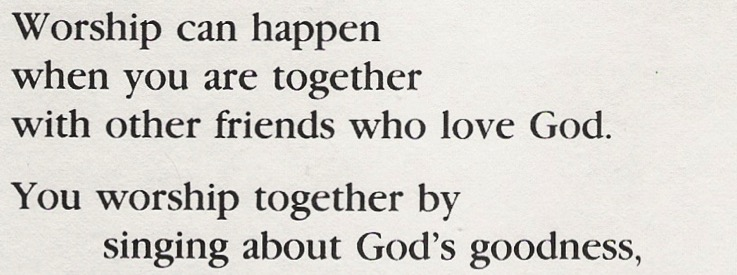 Worship can happen
when you are together
with other friends who love God.
You worship together by
singing about God's goodness,